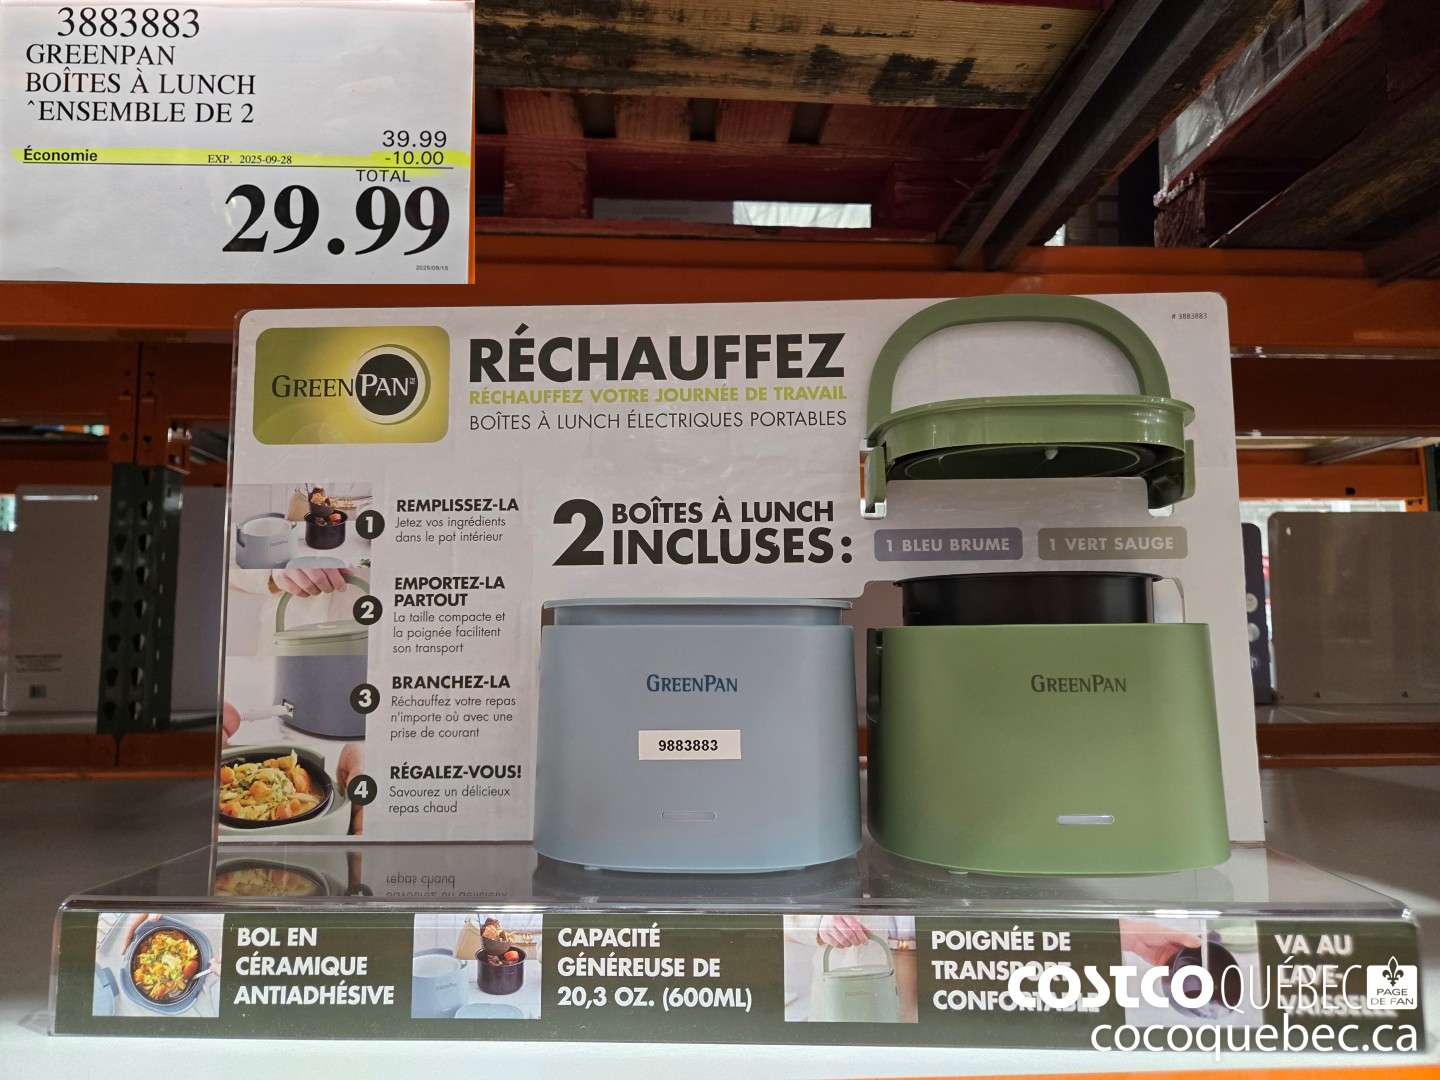 3883883
GREENPAN
BOÎTES À LUNCH
^ENSEMBLE DE 2
39.99
Économie EXP. 2025-09-28 -10.00
TOTAL
29.99
# 3883883
GREENPAN™
RÉCHAUFFEZ
RÉCHAUFFEZ VOTRE JOURNÉE DE TRAVAIL
BOÎTES À LUNCH ÉLECTRIQUES PORTABLES
1 REMPLISSEZ-LA
Jetez vos ingrédients
dans le pot intérieur
2 EMPORTEZ-LA
PARTOUT
La taille compacte et
la poignée facilitent
son transport
3 BRANCHEZ-LA
Réchauffez votre repas
n'importe où avec une
prise de courant
4 RÉGALEZ-VOUS!
Savourez un délicieux
repas chaud
2 BOÎTES À LUNCH
INCLUSES:
1 BLEU BRUME
1 VERT SAUGE
GREENPAN
9883883
GREENPAN
BOL EN
CÉRAMIQUE
ANTIADHÉSIVE
CAPACITÉ
GÉNÉREUSE DE
20,3 OZ. (600ML)
POIGNÉE DE
TRANSPORT
CONFORTABLE
VA AU
LAVE-
VAISSELLE
COSTCO QUÉBEC
PAGE
DE FAN
cocoquebec.ca